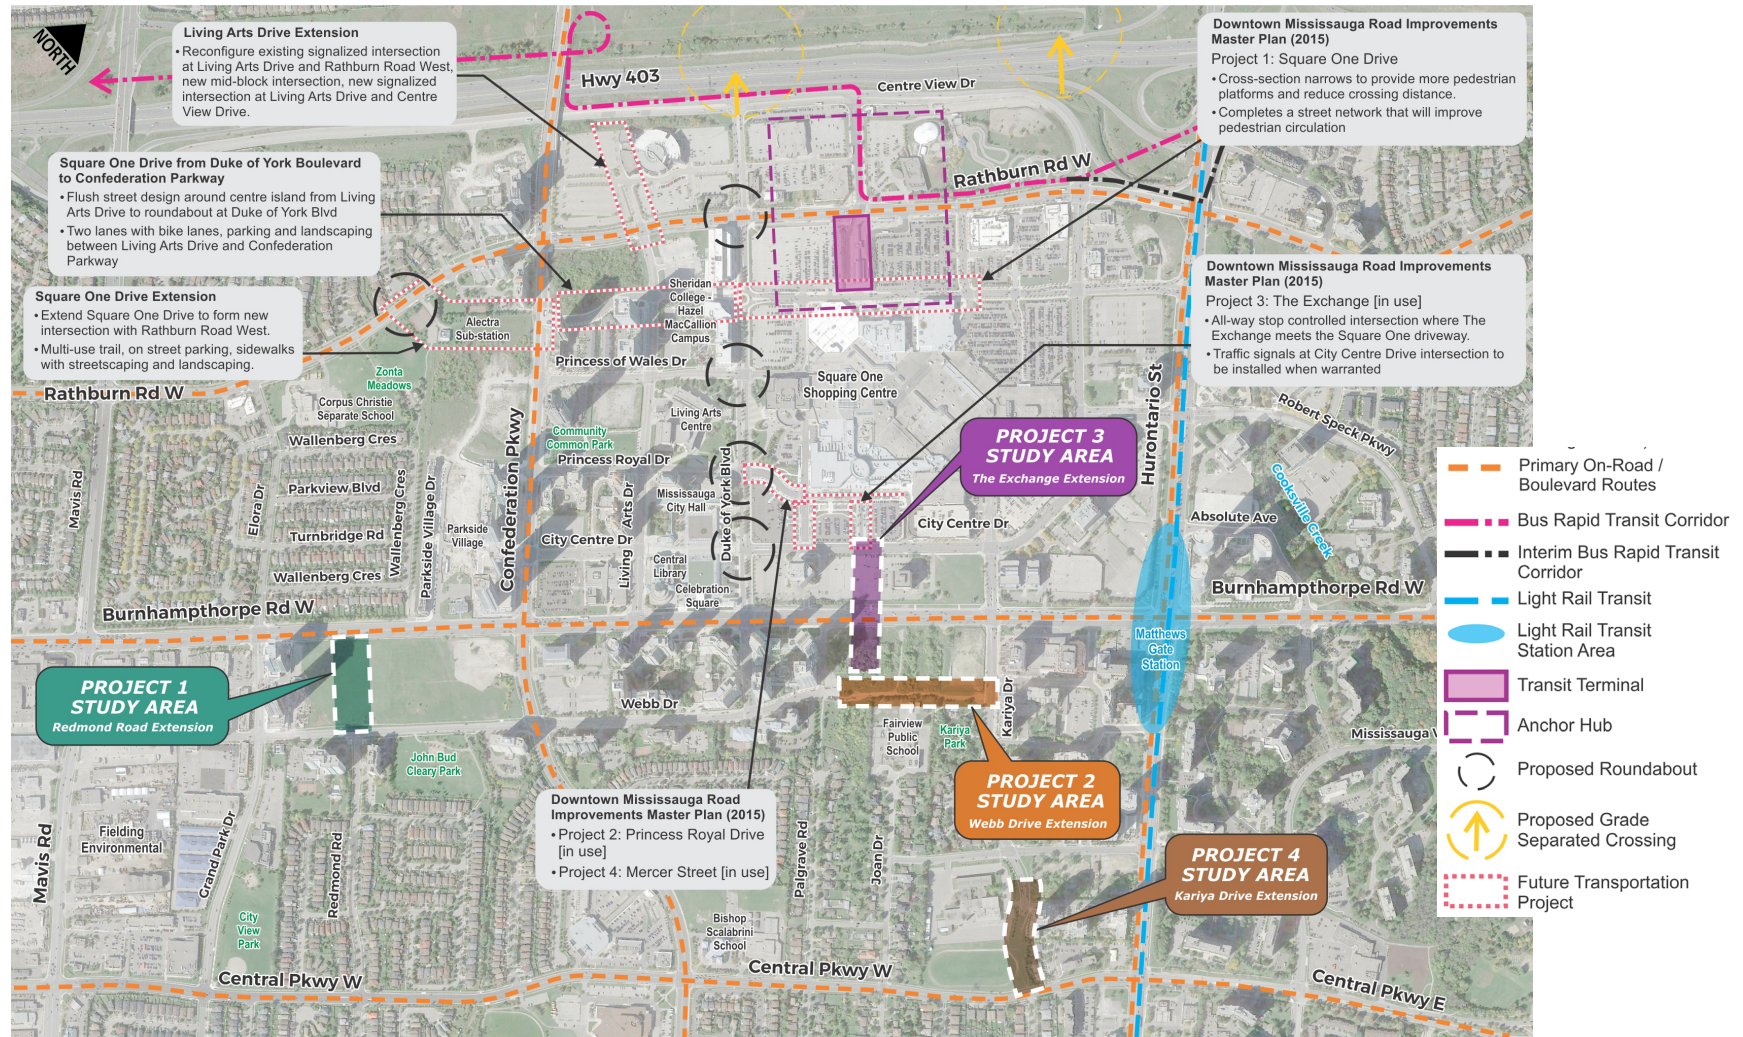 NORTH
Living Arts Drive Extension
• Reconfigure existing signalized intersection
at Living Arts Drive and Rathburn Road West,
new mid-block intersection, new signalized
intersection at Living Arts Drive and Centre
View Drive.
Hwy 403
Centre View Dr
Downtown Mississauga Road Improvements
Master Plan (2015)
Project 1: Square One Drive
• Cross-section narrows to provide more pedestrian
platforms and reduce crossing distance.
• Completes a street network that will improve
pedestrian circulation
Square One Drive from Duke of York Boulevard
to Confederation Parkway
• Flush street design around centre island from Living
Arts Drive to roundabout at Duke of York Blvd
• Two lanes with bike lanes, parking and landscaping
between Living Arts Drive and Confederation
Parkway
Rathburn Rd W
Square One Drive Extension
• Extend Square One Drive to form new
intersection with Rathburn Road West.
• Multi-use trail, on street parking, sidewalks
with streetscaping and landscaping.
Downtown Mississauga Road Improvements
Master Plan (2015)
Project 3: The Exchange [in use]
• All-way stop controlled intersection where The
Exchange meets the Square One driveway.
• Traffic signals at City Centre Drive intersection to
be installed when warranted
Sheridan
College -
Hazel
MacCallion
Campus
Alectra
Sub-station
Princess of Wales Dr
Zonta
Meadows
Rathburn Rd W
Corpus Christie
Separate School
Square One
Shopping Centre
Hurontario St
Robert Speck Pkwy
Living Arts
Centre
Community
Common Park
Wallenberg Cres
Princess Royal Dr
Confederation Pkwy
PROJECT 3
STUDY AREA
The Exchange Extension
Mavis Rd
Elora Dr
Parkview Blvd
Wallenberg Cres
Parkside Village Dr
Duke of York Blvd
Cooksville Creek
Mississauga
City Hall
Arts Dr
Living
Parkside
Village
Turnbridge Rd
City Centre Dr
City Centre Dr
Absolute Ave
Central
Library
Wallenberg Cres
Celebration
Square
Burnhampthorpe Rd W
Burnhampthorpe Rd W
Matthews
Gate
Station
PROJECT 1
STUDY AREA
Redmond Road Extension
Webb Dr
Kariya Dr
Fairview
Public
School
Kariya
Park
Mississauga
John Bud
Cleary Park
PROJECT 2
STUDY AREA
Webb Drive Extension
Downtown Mississauga Road
Improvements Master Plan (2015)
• Project 2: Princess Royal Drive
[in use]
• Project 4: Mercer Street [in use]
Fielding
Environmental
Mavis Rd
Grand Park Dr
Redmond Rd
Palgrave Rd
Joan Dr
PROJECT 4
STUDY AREA
Kariya Drive Extension
City
View
Park
Bishop
Scalabrini
School
Central Pkwy W
Central Pkwy W
Central Pkwy E
Primary On-Road /
Boulevard Routes
Bus Rapid Transit Corridor
Interim Bus Rapid Transit
Corridor
Light Rail Transit
Light Rail Transit
Station Area
Transit Terminal
Anchor Hub
Proposed Roundabout
Proposed Grade
Separated Crossing
Future Transportation
Project